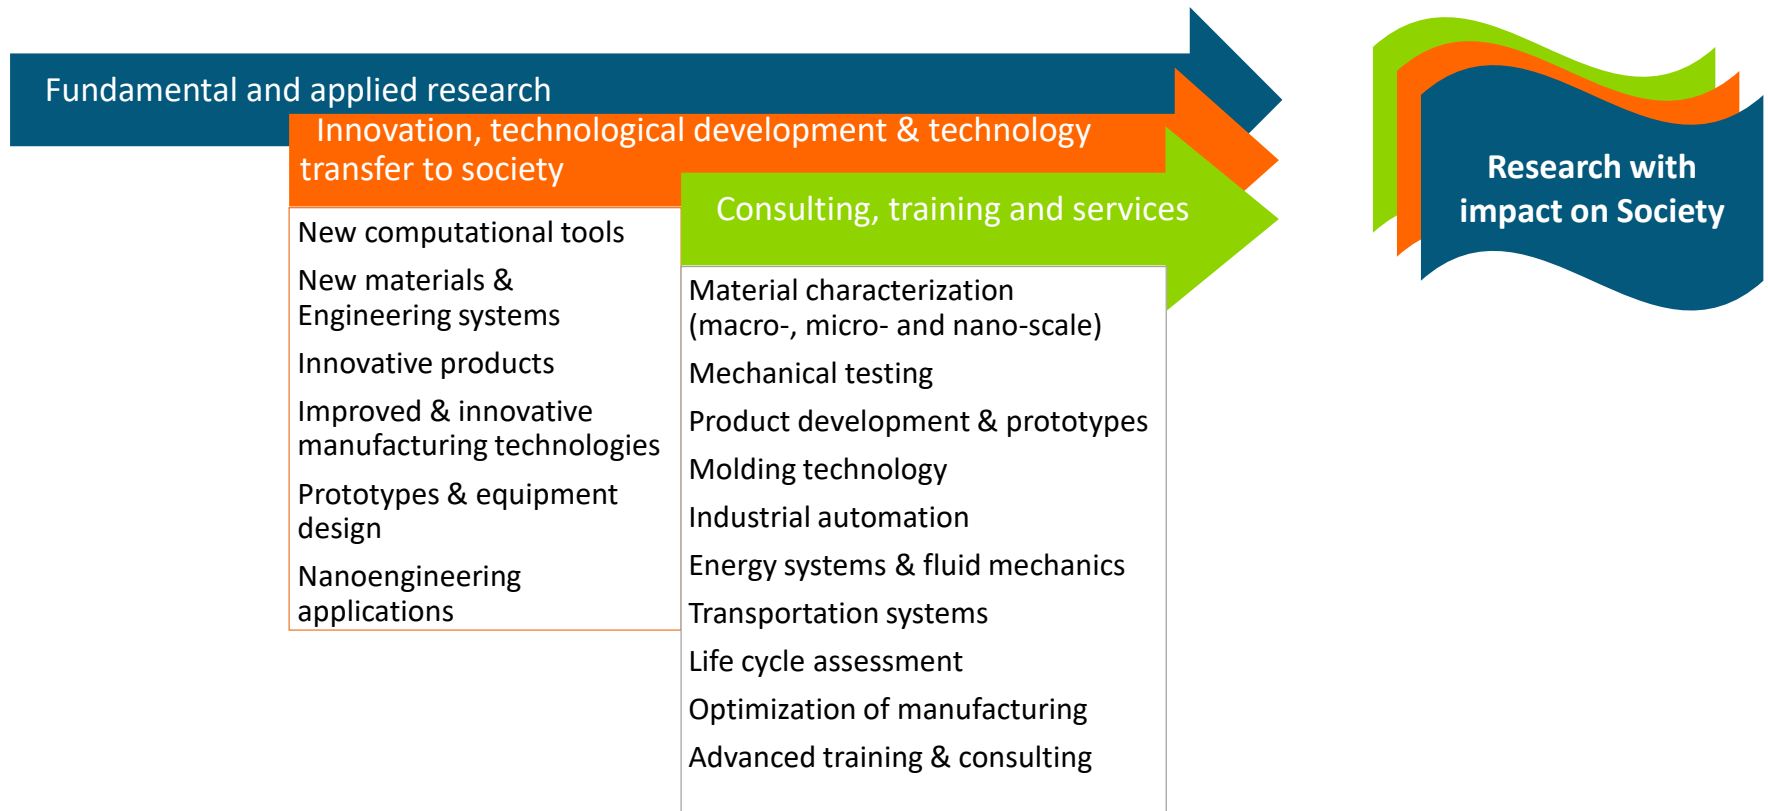 Fundamental and applied research
Innovation, technological development & technology
transfer to society
New computational tools
New materials &
Engineering systems
Innovative products
Improved & innovative
manufacturing technologies
Prototypes & equipment
design
Nanoengineering
applications
Consulting, training and services
Material characterization
(macro-, micro- and nano-scale)
Mechanical testing
Product development & prototypes
Molding technology
Industrial automation
Energy systems & fluid mechanics
Transportation systems
Life cycle assessment
Optimization of manufacturing
Advanced training & consulting
Research with
impact on Society